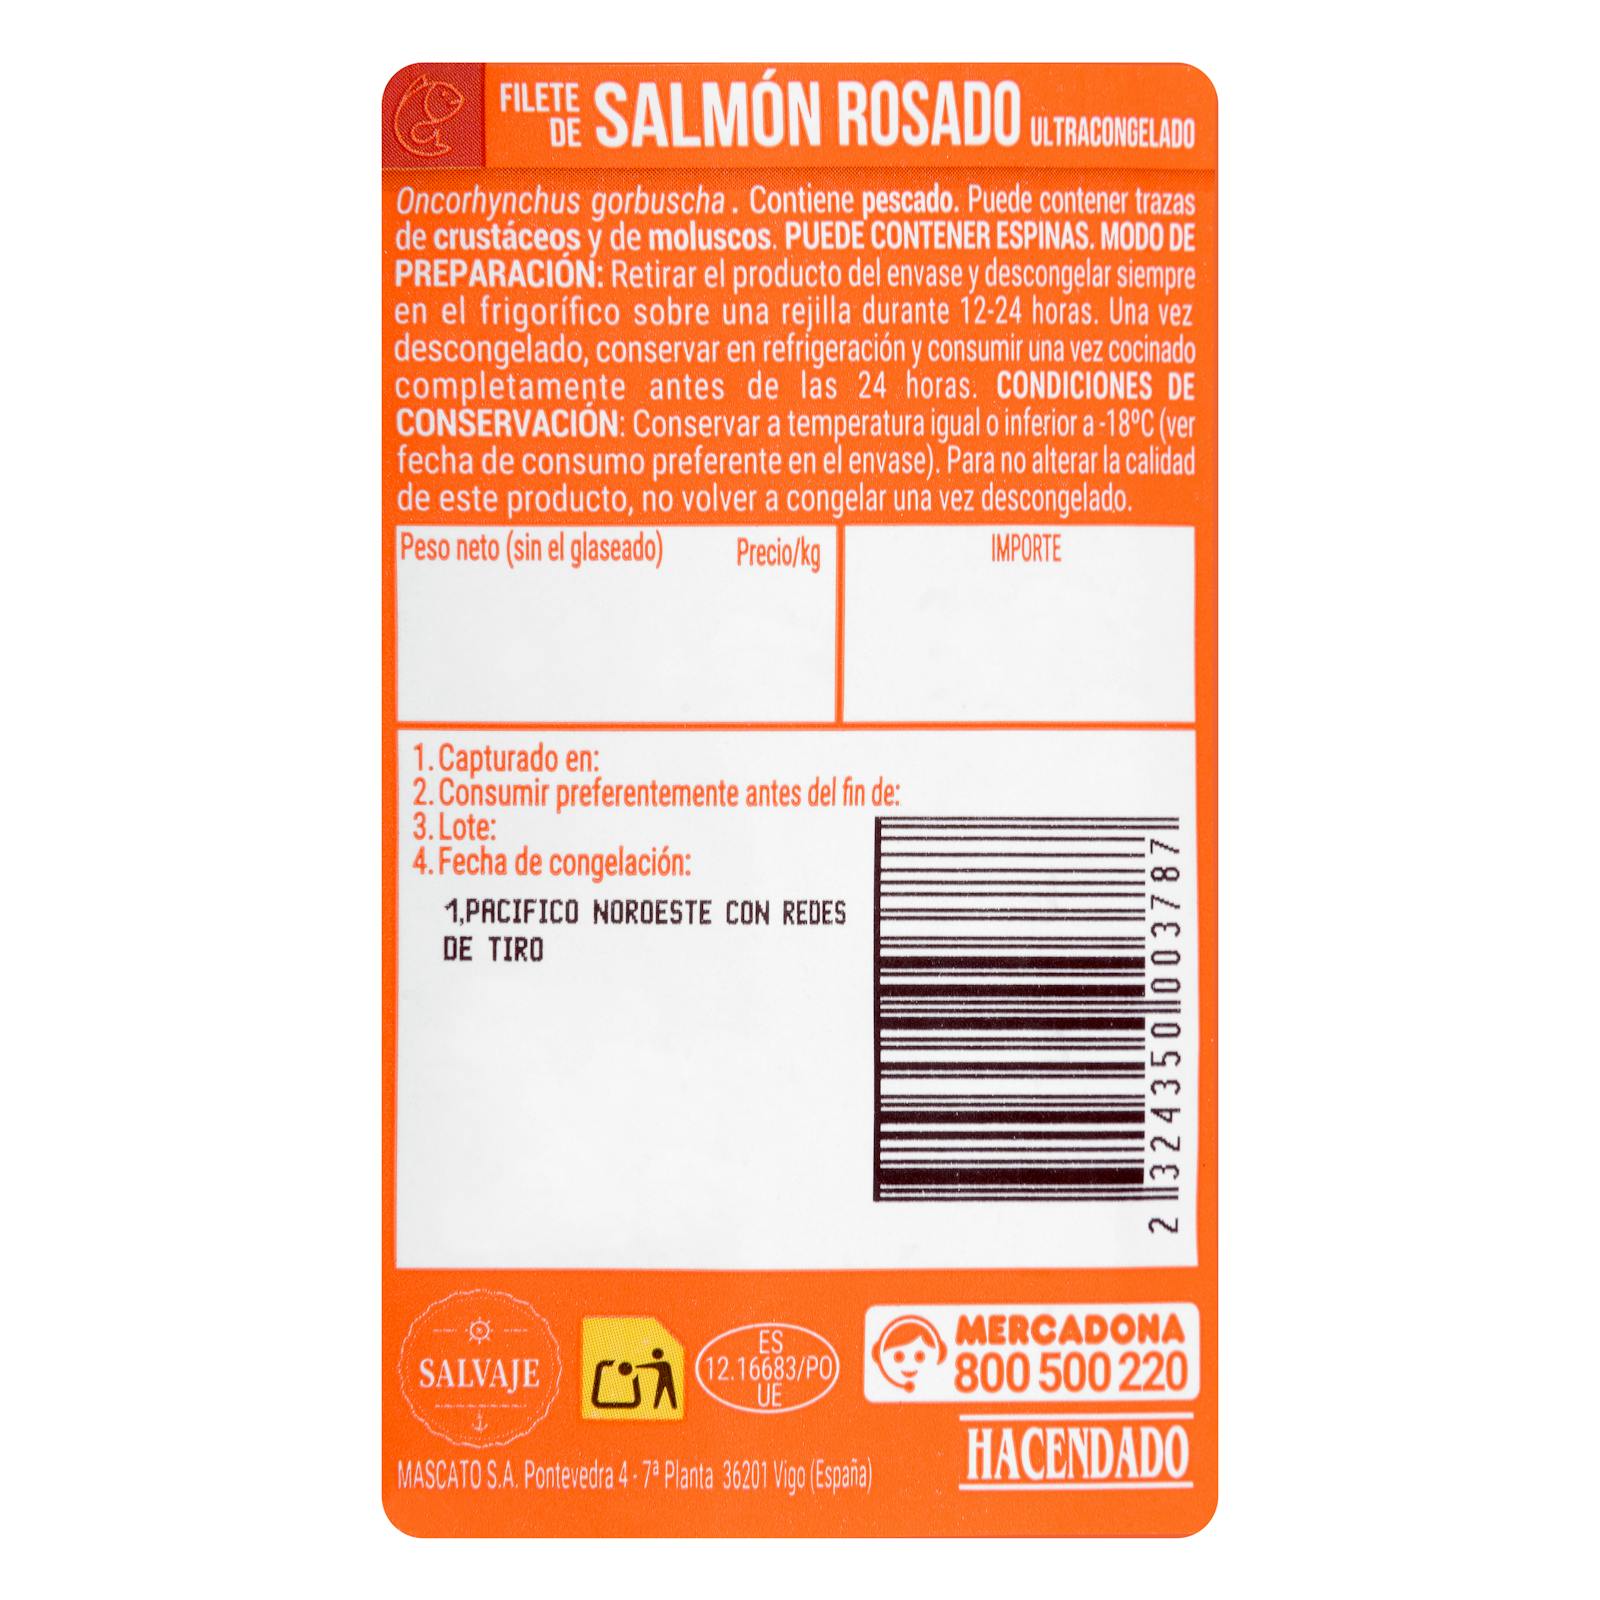 FILETE DE SALMÓN ROSADO ULTRACONGELADO
Oncorhynchus gorbuscha. Contiene pescado. Puede contener trazas
de crustáceos y de moluscos. PUEDE CONTENER ESPINAS. MODO DE
PREPARACIÓN: Retirar el producto del envase y descongelar siempre
en el frigorífico sobre una rejilla durante 12-24 horas. Una vez
descongelado, conservar en refrigeración y consumir una vez cocinado
completamente antes de las 24 horas. CONDICIONES DE
CONSERVACIÓN: Conservar a temperatura igual o inferior a -18ºC (ver
fecha de consumo preferente en el envase). Para no alterar la calidad
de este producto, no volver a congelar una vez descongelado.
Peso neto (sin el glaseado) Precio/kg IMPORTE
1. Capturado en:
2. Consumir preferentemente antes del fin de:
3. Lote:
4. Fecha de congelación:
1,PACIFICO NOROESTE CON REDES
DE TIRO
2 324350 003787
SALVAJE
ES
12.16683/PO
UE
MERCADONA
800 500 220
HACENDADO
MASCATO S.A. Pontevedra 4 - 7ª Planta 36201 Vigo (España)